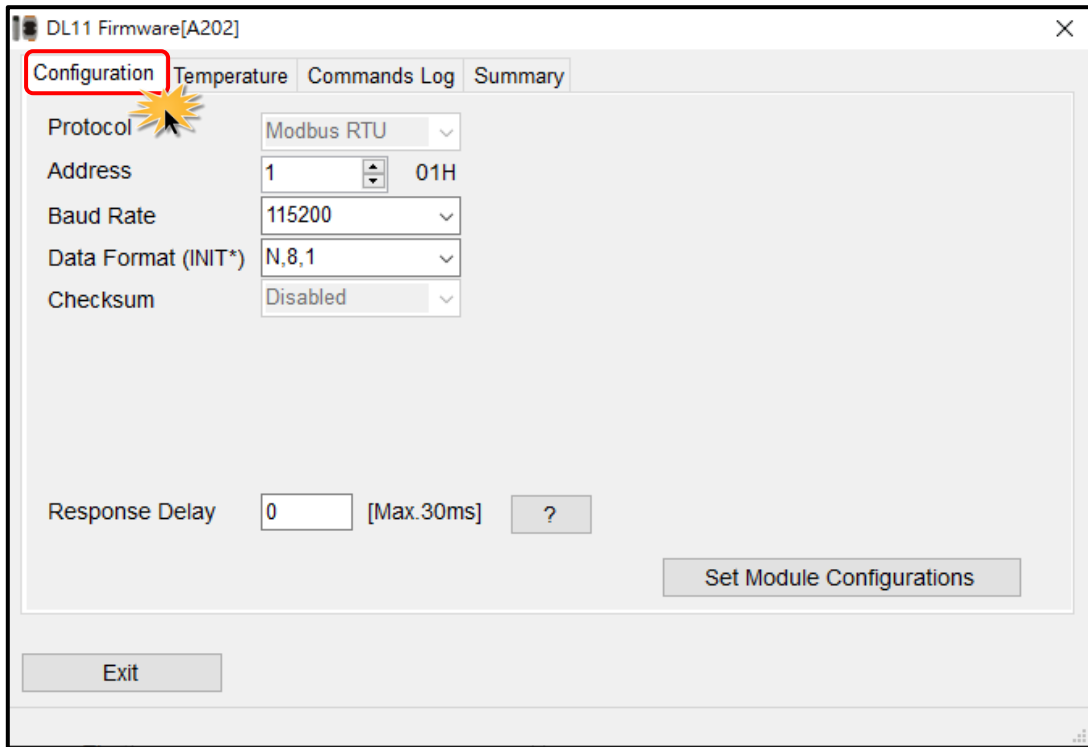 DL11 Firmware[A202]
Configuration Temperature Commands Log Summary
Protocol Modbus RTU
Address 1 01H
Baud Rate 115200
Data Format (INIT*) N,8,1
Checksum Disabled
Response Delay 0 [Max.30ms] ?
Set Module Configurations
Exit